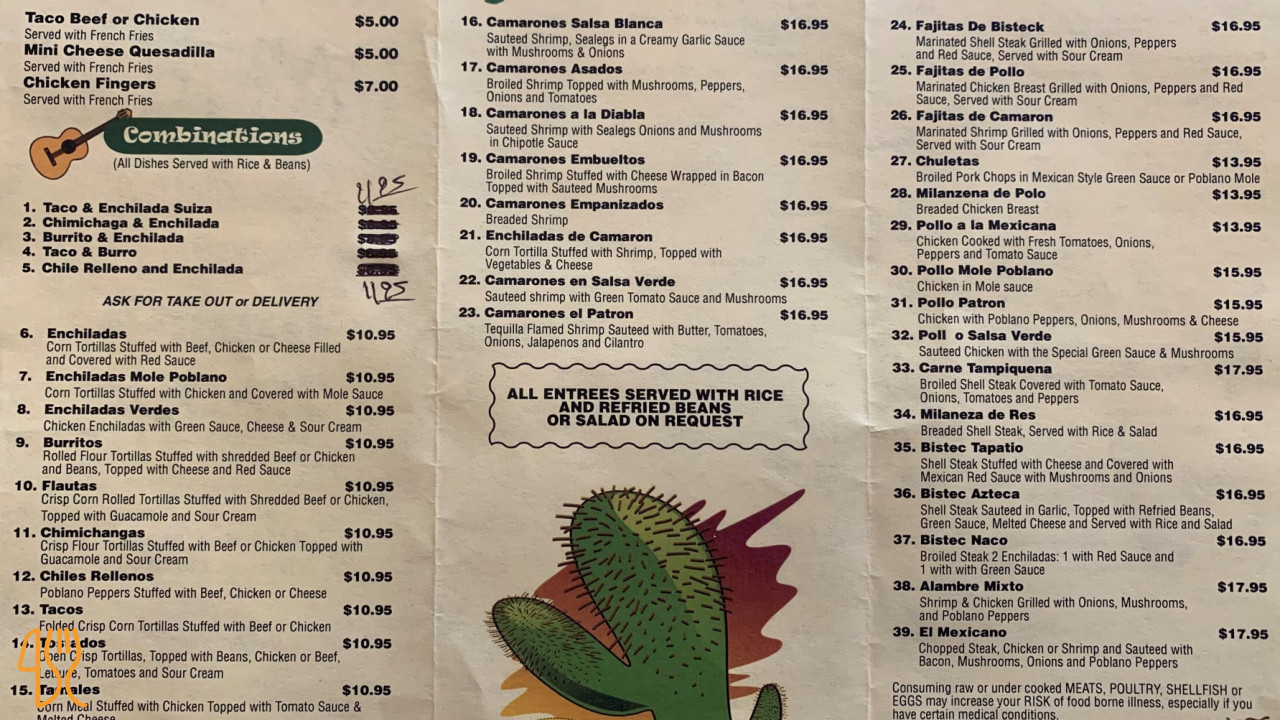 Taco Beef or Chicken $5.00
Served with French Fries
Mini Cheese Quesadilla $5.00
Served with French Fries
Chicken Fingers $7.00
Served with French Fries
Combinations
(All Dishes Served with Rice & Beans)
11.95
1. Taco & Enchilada Suiza
2. Chimichaga & Enchilada
3. Burrito & Enchilada
4. Taco & Burro
5. Chile Relleno and Enchilada
11.95
ASK FOR TAKE OUT or DELIVERY
6. Enchiladas $10.95
Corn Tortillas Stuffed with Beef, Chicken or Cheese Filled
and Covered with Red Sauce
7. Enchiladas Mole Poblano $10.95
Corn Tortillas Stuffed with Chicken and Covered with Mole Sauce
8. Enchiladas Verdes $10.95
Chicken Enchiladas with Green Sauce, Cheese & Sour Cream
9. Burritos $10.95
Rolled Flour Tortillas Stuffed with shredded Beef or Chicken
and Beans, Topped with Cheese and Red Sauce
10. Flautas $10.95
Crisp Corn Rolled Tortillas Stuffed with Shredded Beef or Chicken,
Topped with Guacamole and Sour Cream
11. Chimichangas $10.95
Crisp Flour Tortillas Stuffed with Beef or Chicken Topped with
Guacamole and Sour Cream
12. Chiles Rellenos $10.95
Poblano Peppers Stuffed with Beef, Chicken or Cheese
13. Tacos $10.95
Folded Crisp Corn Tortillas Stuffed with Beef or Chicken
14. Tostados $10.95
Open Crisp Tortillas, Topped with Beans, Chicken or Beef,
Lettuce, Tomatoes and Sour Cream
15. Tamales $10.95
Corn Meal Stuffed with Chicken Topped with Tomato Sauce &
Melted Cheese
16. Camarones Salsa Blanca $16.95
Sauteed Shrimp, Sealegs in a Creamy Garlic Sauce
with Mushrooms & Onions
17. Camarones Asados $16.95
Broiled Shrimp Topped with Mushrooms, Peppers,
Onions and Tomatoes
18. Camarones a la Diabla $16.95
Sauteed Shrimp with Sealegs Onions and Mushrooms
in Chipotle Sauce
19. Camarones Embueltos $16.95
Broiled Shrimp Stuffed with Cheese Wrapped in Bacon
Topped with Sauteed Mushrooms
20. Camarones Empanizados $16.95
Breaded Shrimp
21. Enchiladas de Camaron $16.95
Corn Tortilla Stuffed with Shrimp, Topped with
Vegetables & Cheese
22. Camarones en Salsa Verde $16.95
Sauteed shrimp with Green Tomato Sauce and Mushrooms
23. Camarones el Patron $16.95
Tequilla Flamed Shrimp Sauteed with Butter, Tomatoes,
Onions, Jalapenos and Cilantro
ALL ENTREES SERVED WITH RICE
AND REFRIED BEANS
OR SALAD ON REQUEST
24. Fajitas De Bisteck $16.95
Marinated Shell Steak Grilled with Onions, Peppers
and Red Sauce, Served with Sour Cream
25. Fajitas de Pollo $16.95
Marinated Chicken Breast Grilled with Onions, Peppers and Red
Sauce, Served with Sour Cream
26. Fajitas de Camaron $16.95
Marinated Shrimp Grilled with Onions, Peppers and Red Sauce,
Served with Sour Cream
27. Chuletas $13.95
Broiled Pork Chops in Mexican Style Green Sauce or Poblano Mole
28. Milanzena de Polo $13.95
Breaded Chicken Breast
29. Pollo a la Mexicana $13.95
Chicken Cooked with Fresh Tomatoes, Onions,
Peppers and Tomato Sauce
30. Pollo Mole Poblano $15.95
Chicken in Mole sauce
31. Pollo Patron $15.95
Chicken with Poblano Peppers, Onions, Mushrooms & Cheese
32. Poll o Salsa Verde $15.95
Sauteed Chicken with the Special Green Sauce & Mushrooms
33. Carne Tampiquena $17.95
Broiled Shell Steak Covered with Tomato Sauce,
Onions, Tomatoes and Peppers
34. Milaneza de Res $16.95
Breaded Shell Steak, Served with Rice & Salad
35. Bistec Tapatio $16.95
Shell Steak Stuffed with Cheese and Covered with
Mexican Red Sauce with Mushrooms and Onions
36. Bistec Azteca $16.95
Shell Steak Sauteed in Garlic, Topped with Refried Beans,
Green Sauce, Melted Cheese and Served with Rice and Salad
37. Bistec Naco $16.95
Broiled Steak 2 Enchiladas: 1 with Red Sauce and
1 with with Green Sauce
38. Alambre Mixto $17.95
Shrimp & Chicken Grilled with Onions, Mushrooms,
and Poblano Peppers
39. El Mexicano $17.95
Chopped Steak, Chicken or Shrimp and Sauteed with
Bacon, Mushrooms, Onions and Poblano Peppers
Consuming raw or under cooked MEATS, POULTRY, SHELLFISH or
EGGS may increase your RISK of food borne illness, especially if you
have certain medical conditions.